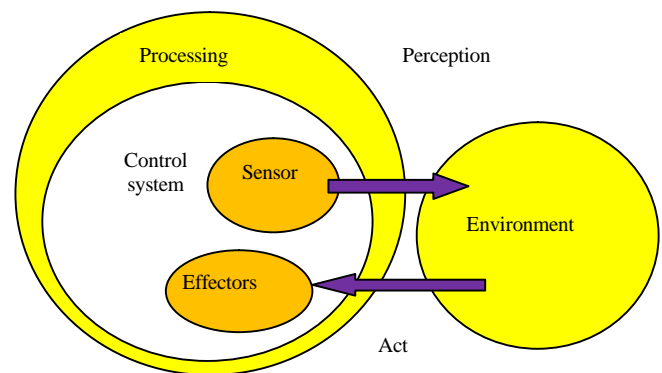 Processing
Perception
Control
system
Sensor
Environment
Effectors
Act